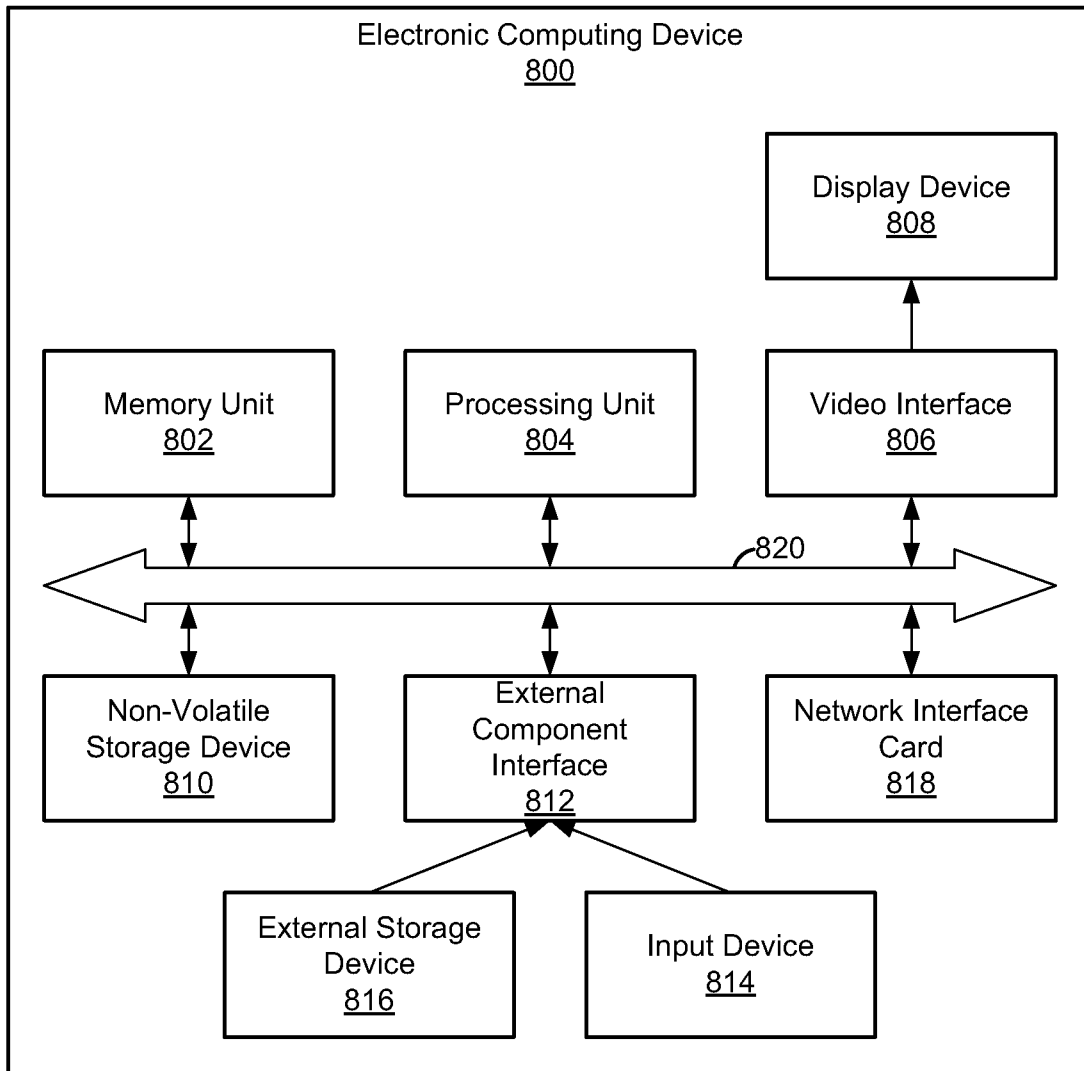 Electronic Computing Device
800
Display Device
808
Memory Unit
802
Processing Unit
804
Video Interface
806
820
Non-Volatile
Storage Device
810
External
Component
Interface
812
Network Interface
Card
818
External Storage
Device
816
Input Device
814